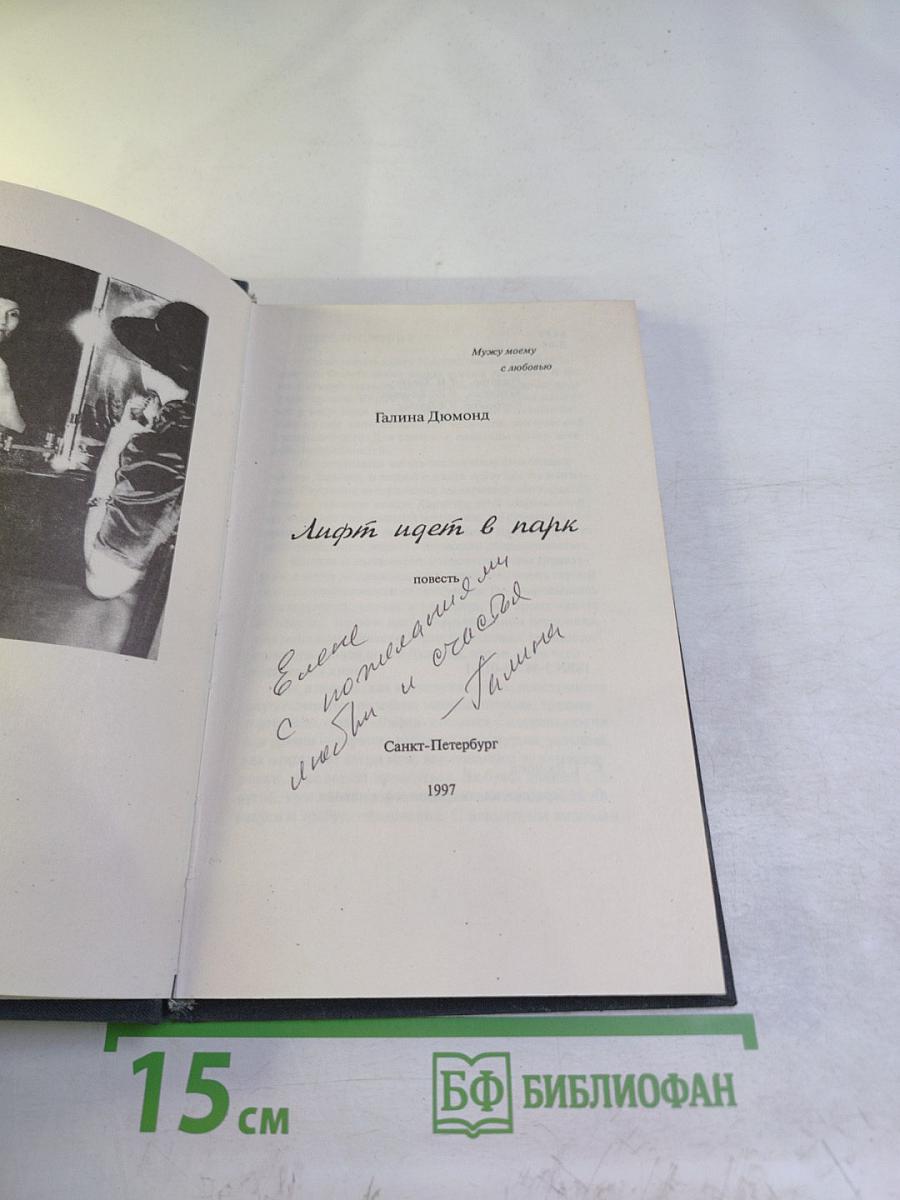 Мужу моему
с любовью
Галина Дюмонд
Лифт идет в парк
повесть
Елене
с пожеланиями
любви и счастья
– Галина
Санкт-Петербург
1997
15 см
БФ БИБЛИОФАН